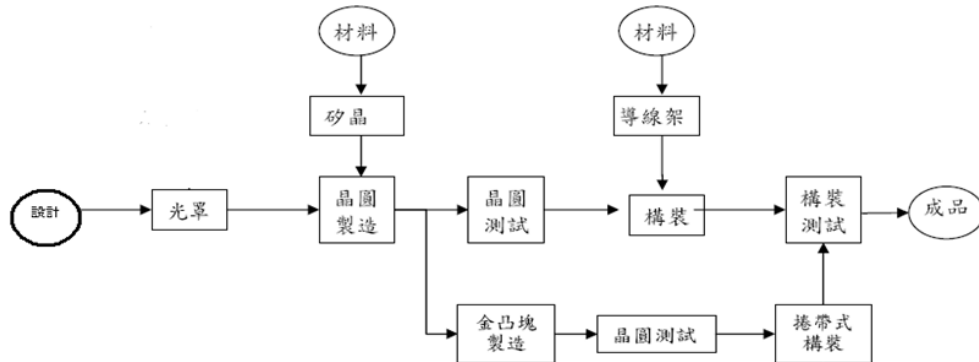 材料
材料
矽晶
導線架
設計
光罩
晶圓
製造
晶圓
測試
構裝
構裝
測試
成品
金凸塊
製造
晶圓測試
捲帶式
構裝